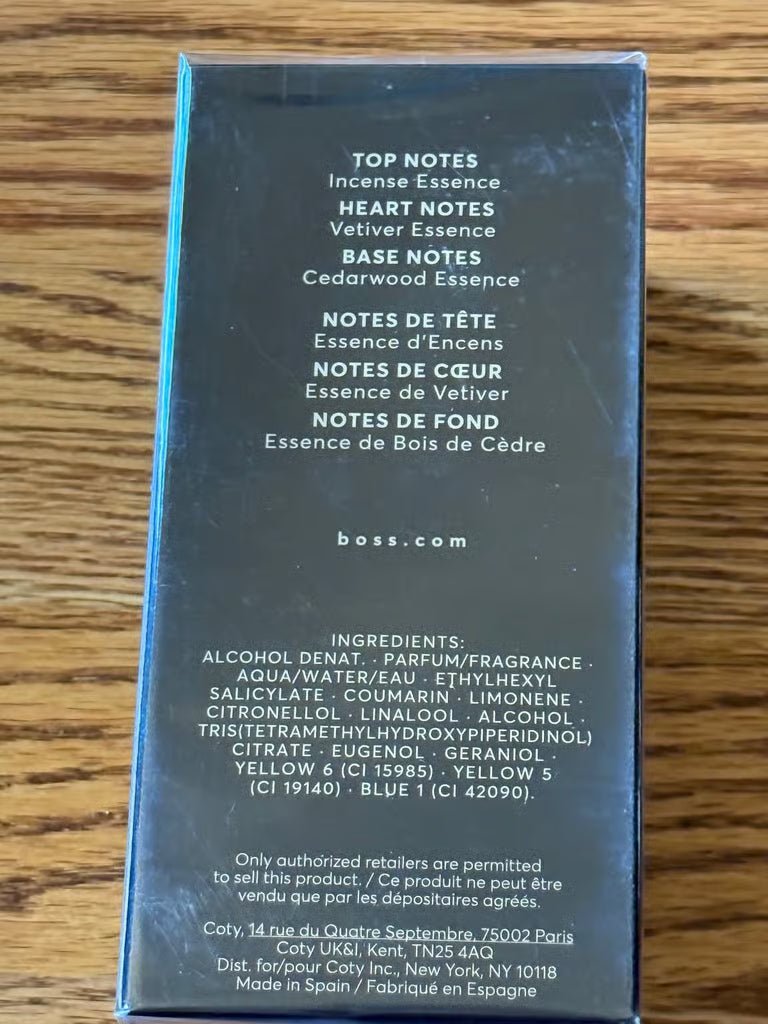 TOP NOTES
Incense Essence
HEART NOTES
Vetiver Essence
BASE NOTES
Cedarwood Essence
NOTES DE TÊTE
Essence d'Encens
NOTES DE CŒUR
Essence de Vetiver
NOTES DE FOND
Essence de Bois de Cèdre
boss.com
INGREDIENTS:
ALCOHOL DENAT. · PARFUM/FRAGRANCE ·
AQUA/WATER/EAU · ETHYLHEXYL
SALICYLATE · COUMARIN · LIMONENE ·
CITRONELLOL · LINALOOL · ALCOHOL ·
TRIS(TETRAMETHYLHYDROXYPIPERIDINOL)
CITRATE · EUGENOL · GERANIOL ·
YELLOW 6 (CI 15985) · YELLOW 5
(CI 19140) · BLUE 1 (CI 42090).
Only authorized retailers are permitted
to sell this product. / Ce produit ne peut être
vendu que par les dépositaires agréés.
Coty, 14 rue du Quatre Septembre, 75002 Paris
Coty UK&I, Kent, TN25 4AQ
Dist. for/pour Coty Inc., New York, NY 10118
Made in Spain / Fabriqué en Espagne